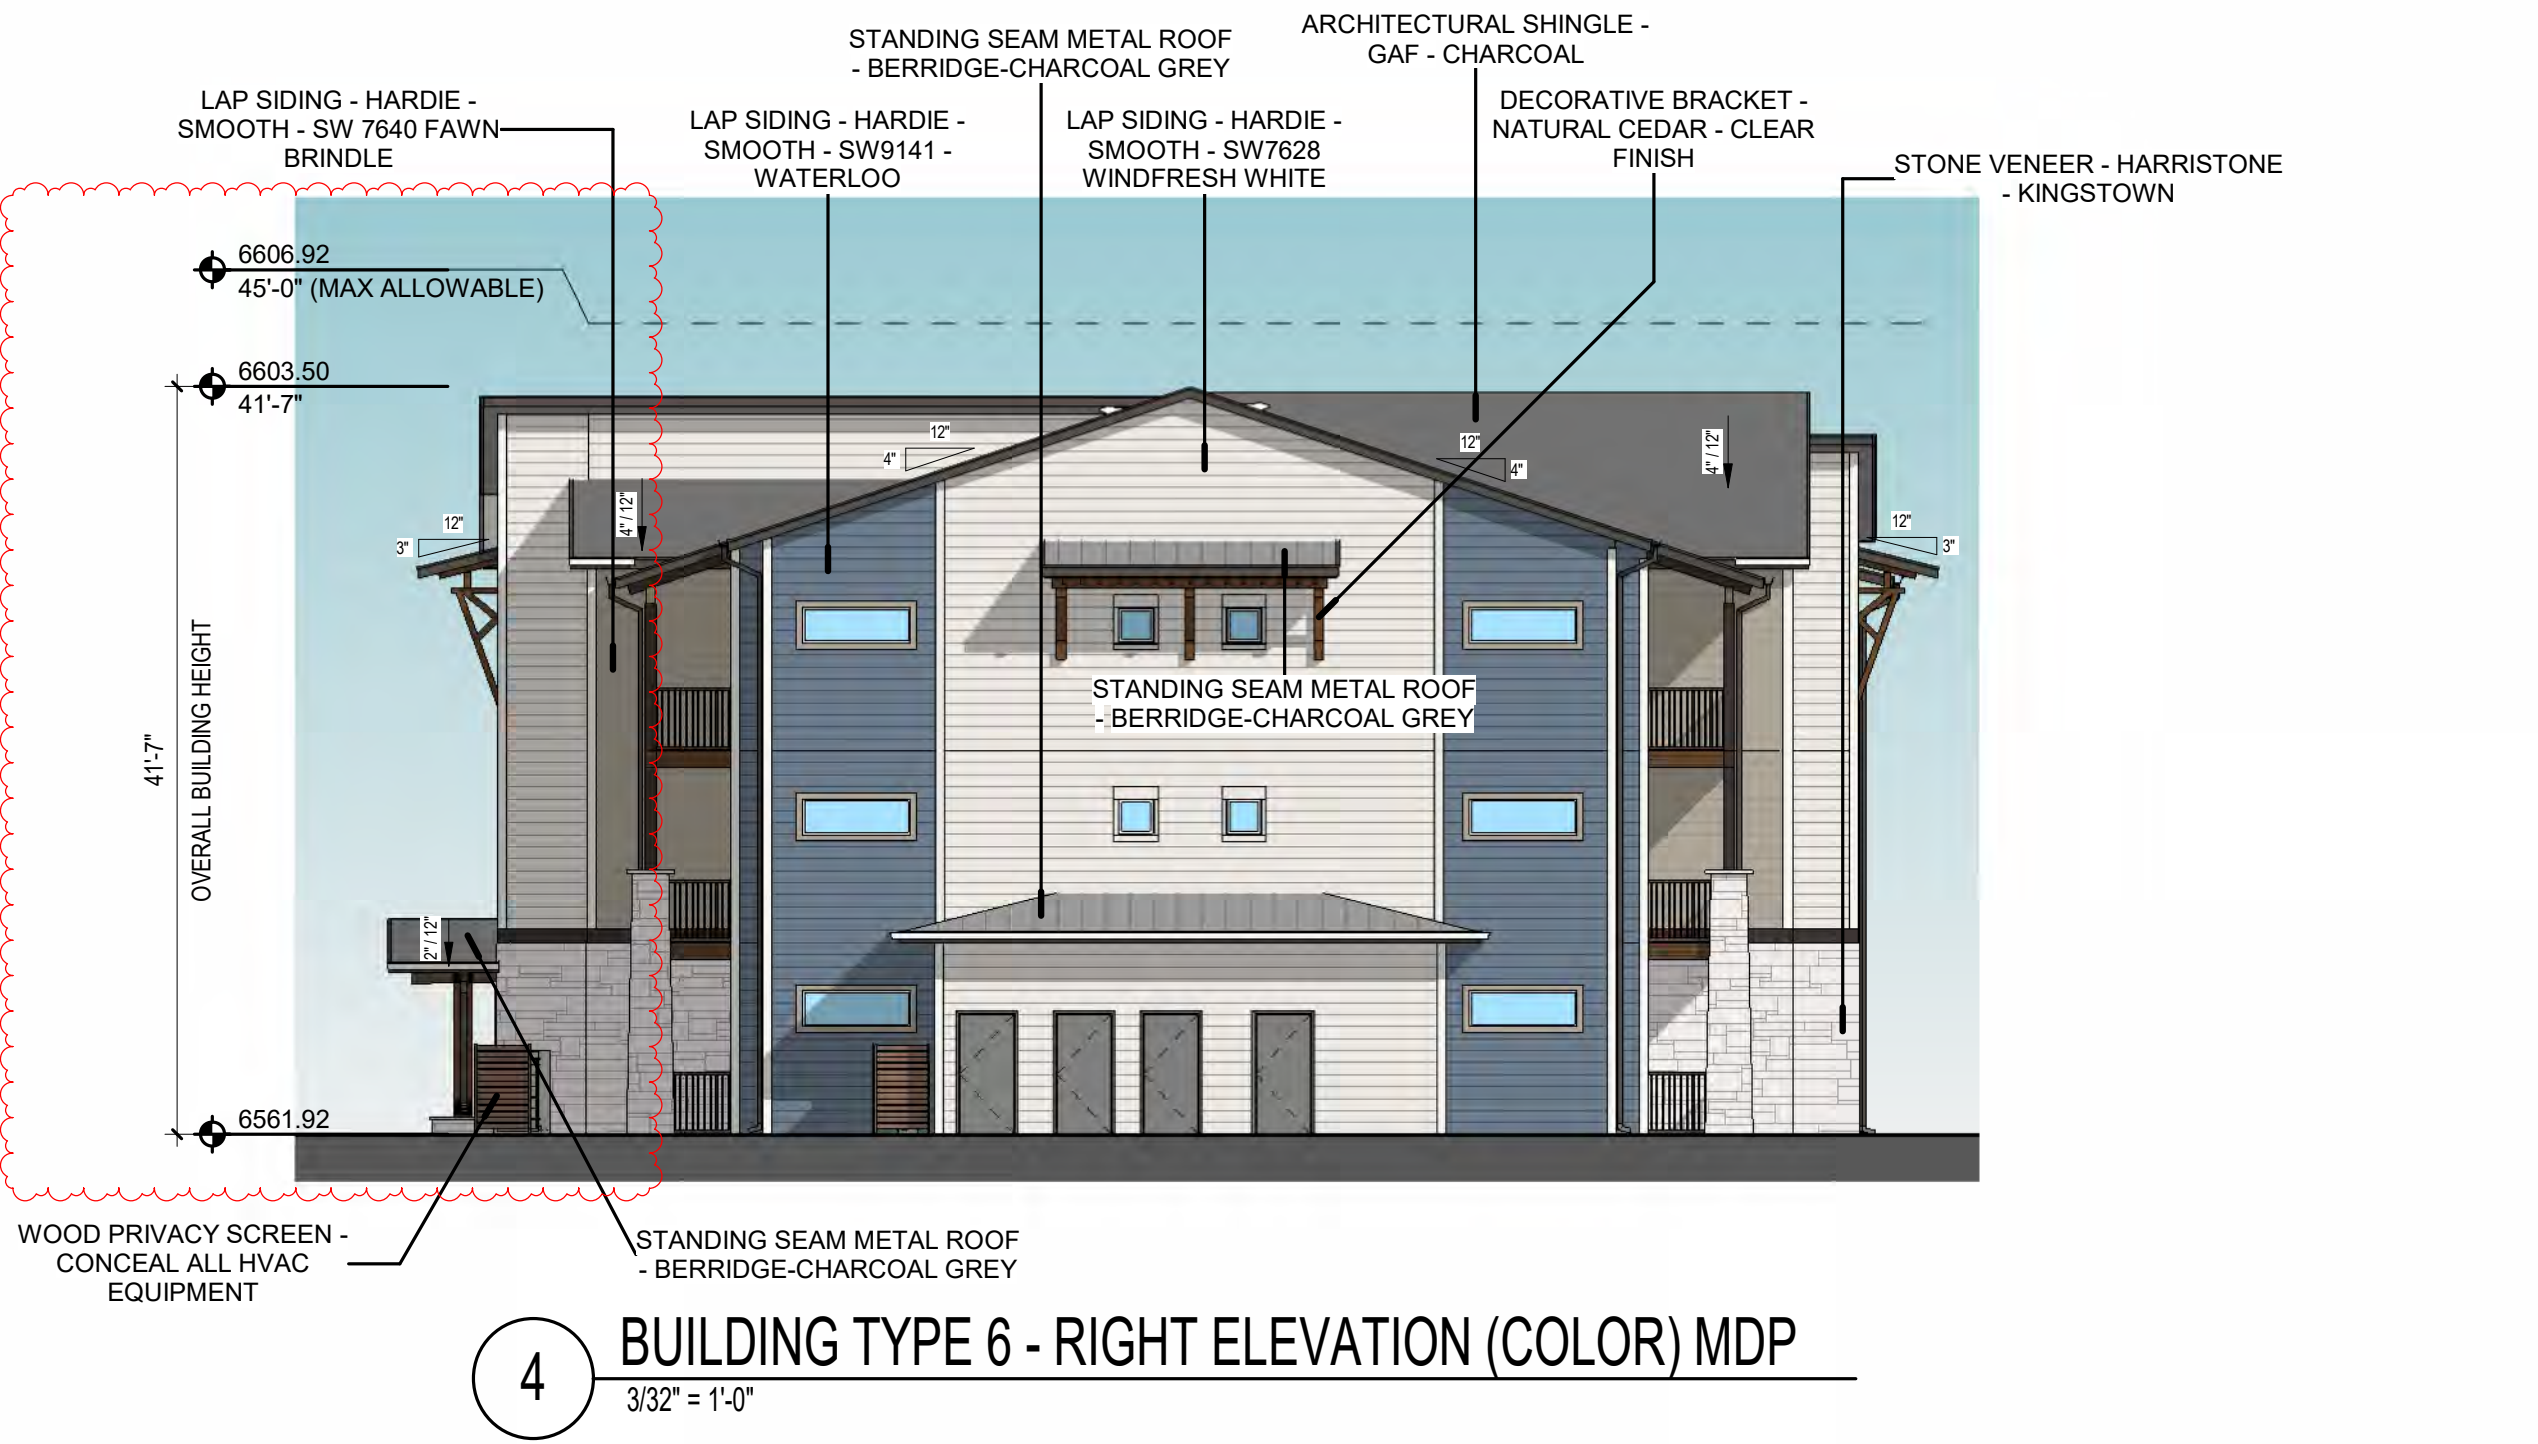 ARCHITECTURAL SHINGLE -
GAF - CHARCOAL
STANDING SEAM METAL ROOF
- BERRIDGE-CHARCOAL GREY
LAP SIDING - HARDIE -
SMOOTH - SW 7640 FAWN
BRINDLE
LAP SIDING - HARDIE -
SMOOTH - SW9141 -
WATERLOO
LAP SIDING - HARDIE -
SMOOTH - SW7628
WINDFRESH WHITE
DECORATIVE BRACKET -
NATURAL CEDAR - CLEAR
FINISH
STONE VENEER - HARRISTONE
- KINGSTOWN
6606.92
45'-0" (MAX ALLOWABLE)
6603.50
41'-7"
12"
4"
12"
4"
4" / 12"
4" / 12"
12"
3"
12"
3"
41'-7"
OVERALL BUILDING HEIGHT
STANDING SEAM METAL ROOF
- BERRIDGE-CHARCOAL GREY
2" / 12"
6561.92
WOOD PRIVACY SCREEN -
CONCEAL ALL HVAC
EQUIPMENT
STANDING SEAM METAL ROOF
- BERRIDGE-CHARCOAL GREY
4
BUILDING TYPE 6 - RIGHT ELEVATION (COLOR) MDP
3/32" = 1'-0"